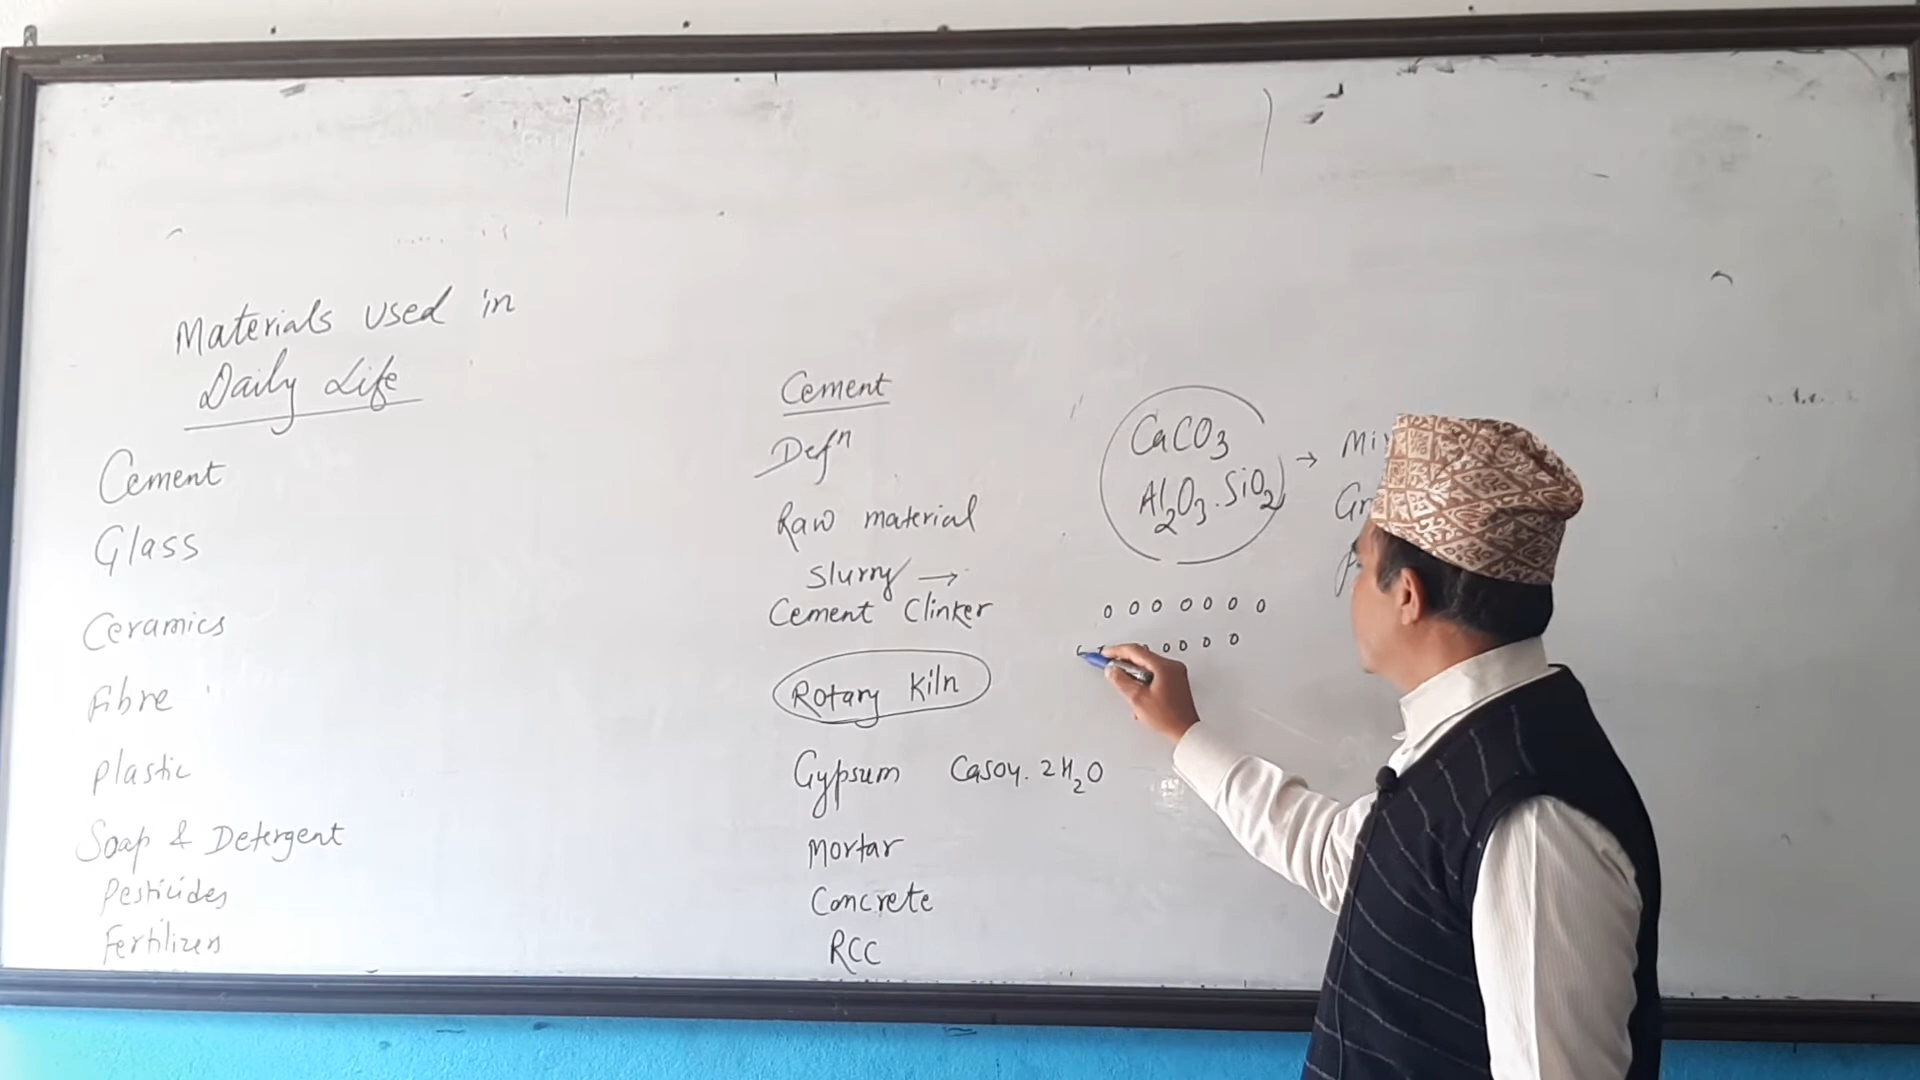 Materials used in
Daily Life
Cement
Glass
Ceramics
Fibre
Plastic
Soap & Detergent
Pesticides
Fertilizers
Cement
Defⁿ
Raw material
Slurry →
Cement Clinker
Rotary Kiln
Gypsum CaSO4. 2H₂O
Mortar
Concrete
RCC
CaCO3 →
Al₂O3.SiO₂
o o o o o o o
o o o o